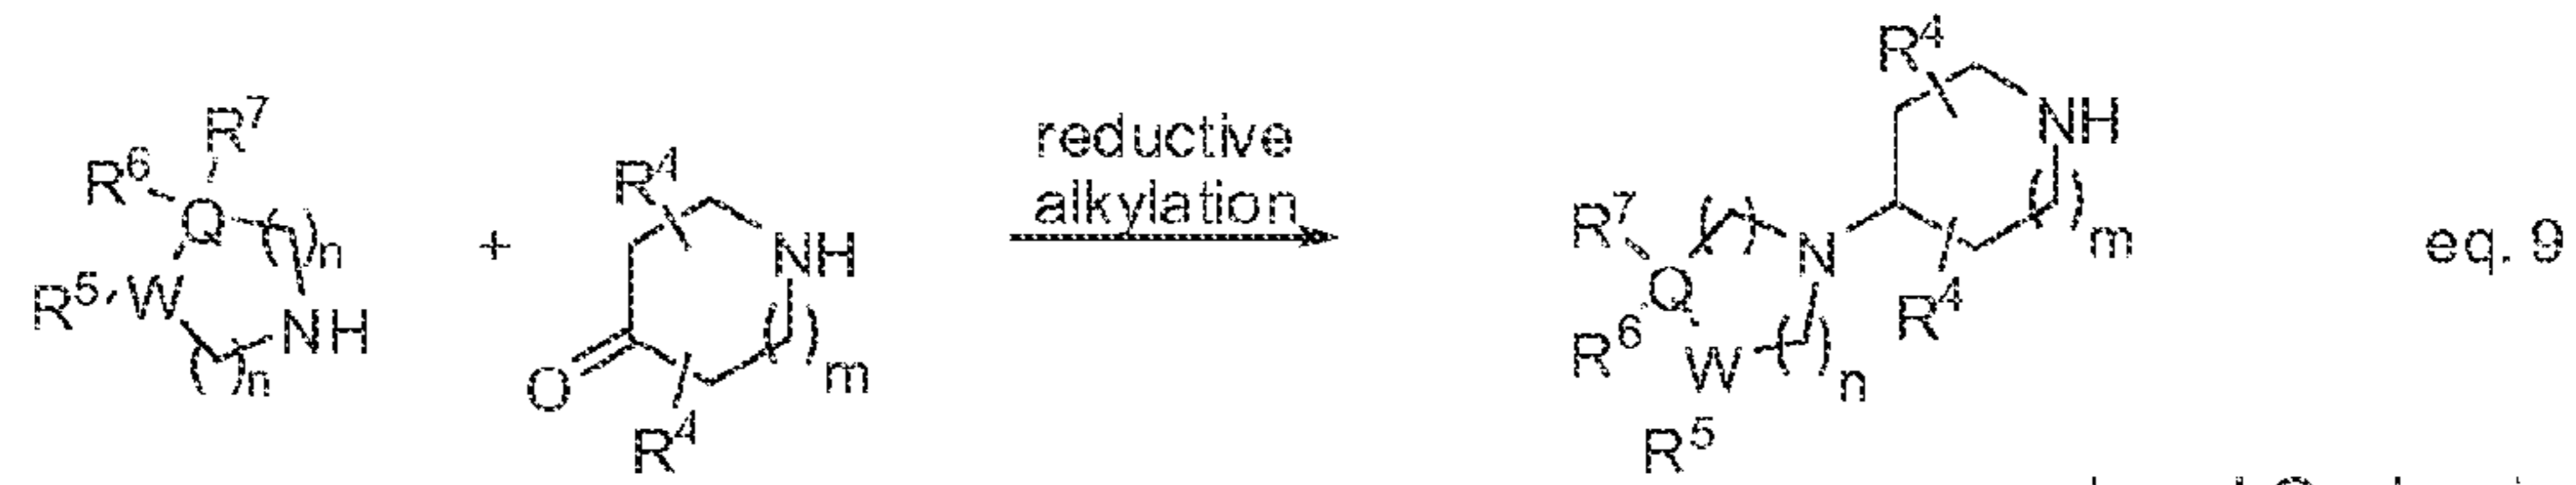 R⁷
R⁶ Q ( )n
R⁵ W NH
( )n
+
R⁴
NH
O ( )m
R⁴
reductive
alkylation
R⁴
NH
R⁷ ( ) N ( )m
Q
R⁶ R⁴
W ( )n
R⁵
eq. 9